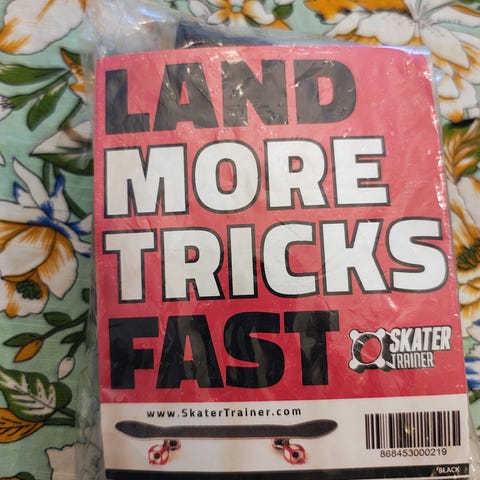 LAND
MORE
TRICKS
FAST
SKATER
TRAINER
www.SkaterTrainer.com
868453000219
BLACK